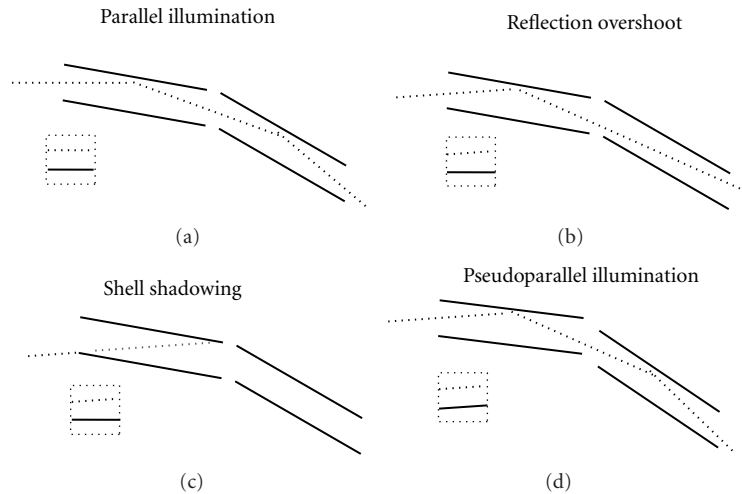 Parallel illumination
Reflection overshoot
(a)
(b)
Shell shadowing
Pseudoparallel illumination
(c)
(d)